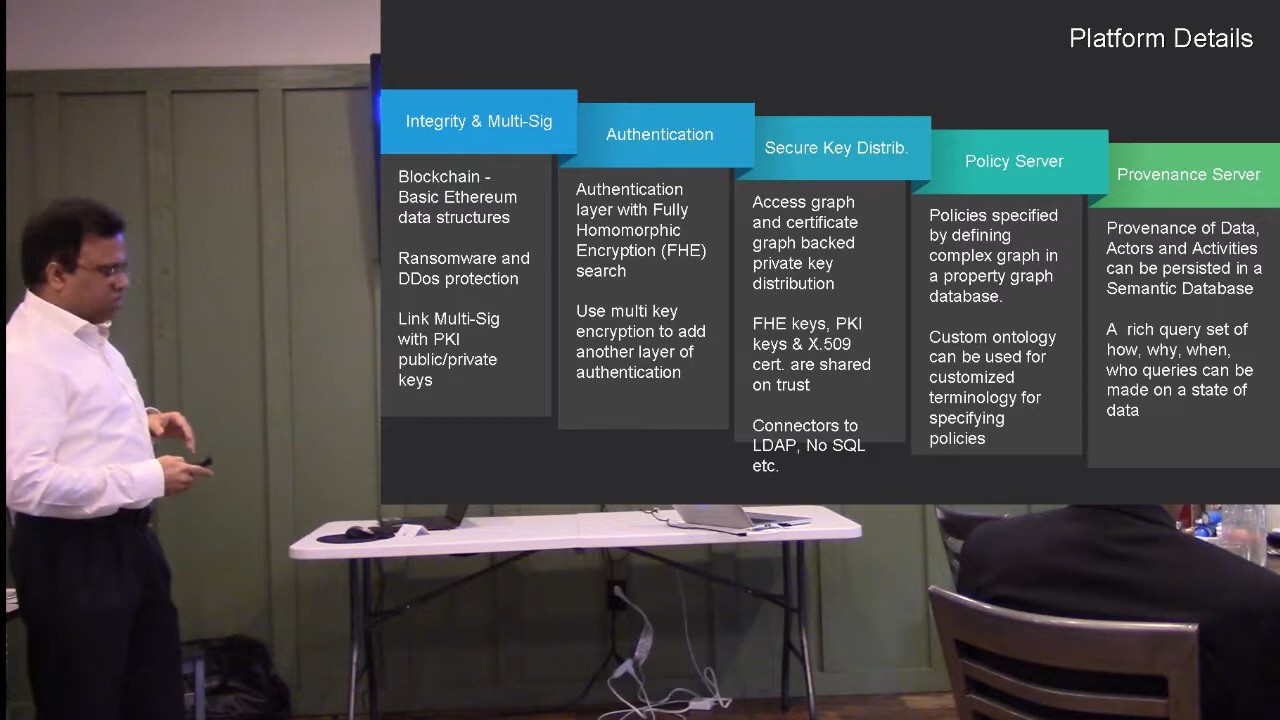 Platform Details
Integrity & Multi-Sig
Blockchain -
Basic Ethereum
data structures
Ransomware and
DDos protection
Link Multi-Sig
with PKI
public/private
keys
Authentication
Authentication
layer with Fully
Homomorphic
Encryption (FHE)
search
Use multi key
encryption to add
another layer of
authentication
Secure Key Distrib.
Access graph
and certificate
graph backed
private key
distribution
FHE keys, PKI
keys & X.509
cert. are shared
on trust
Connectors to
LDAP, No SQL
etc.
Policy Server
Policies specified
by defining
complex graph in
a property graph
database.
Custom ontology
can be used for
customized
terminology for
specifying
policies
Provenance Server
Provenance of Data,
Actors and Activities
can be persisted in a
Semantic Database
A rich query set of
how, why, when,
who queries can be
made on a state of
data